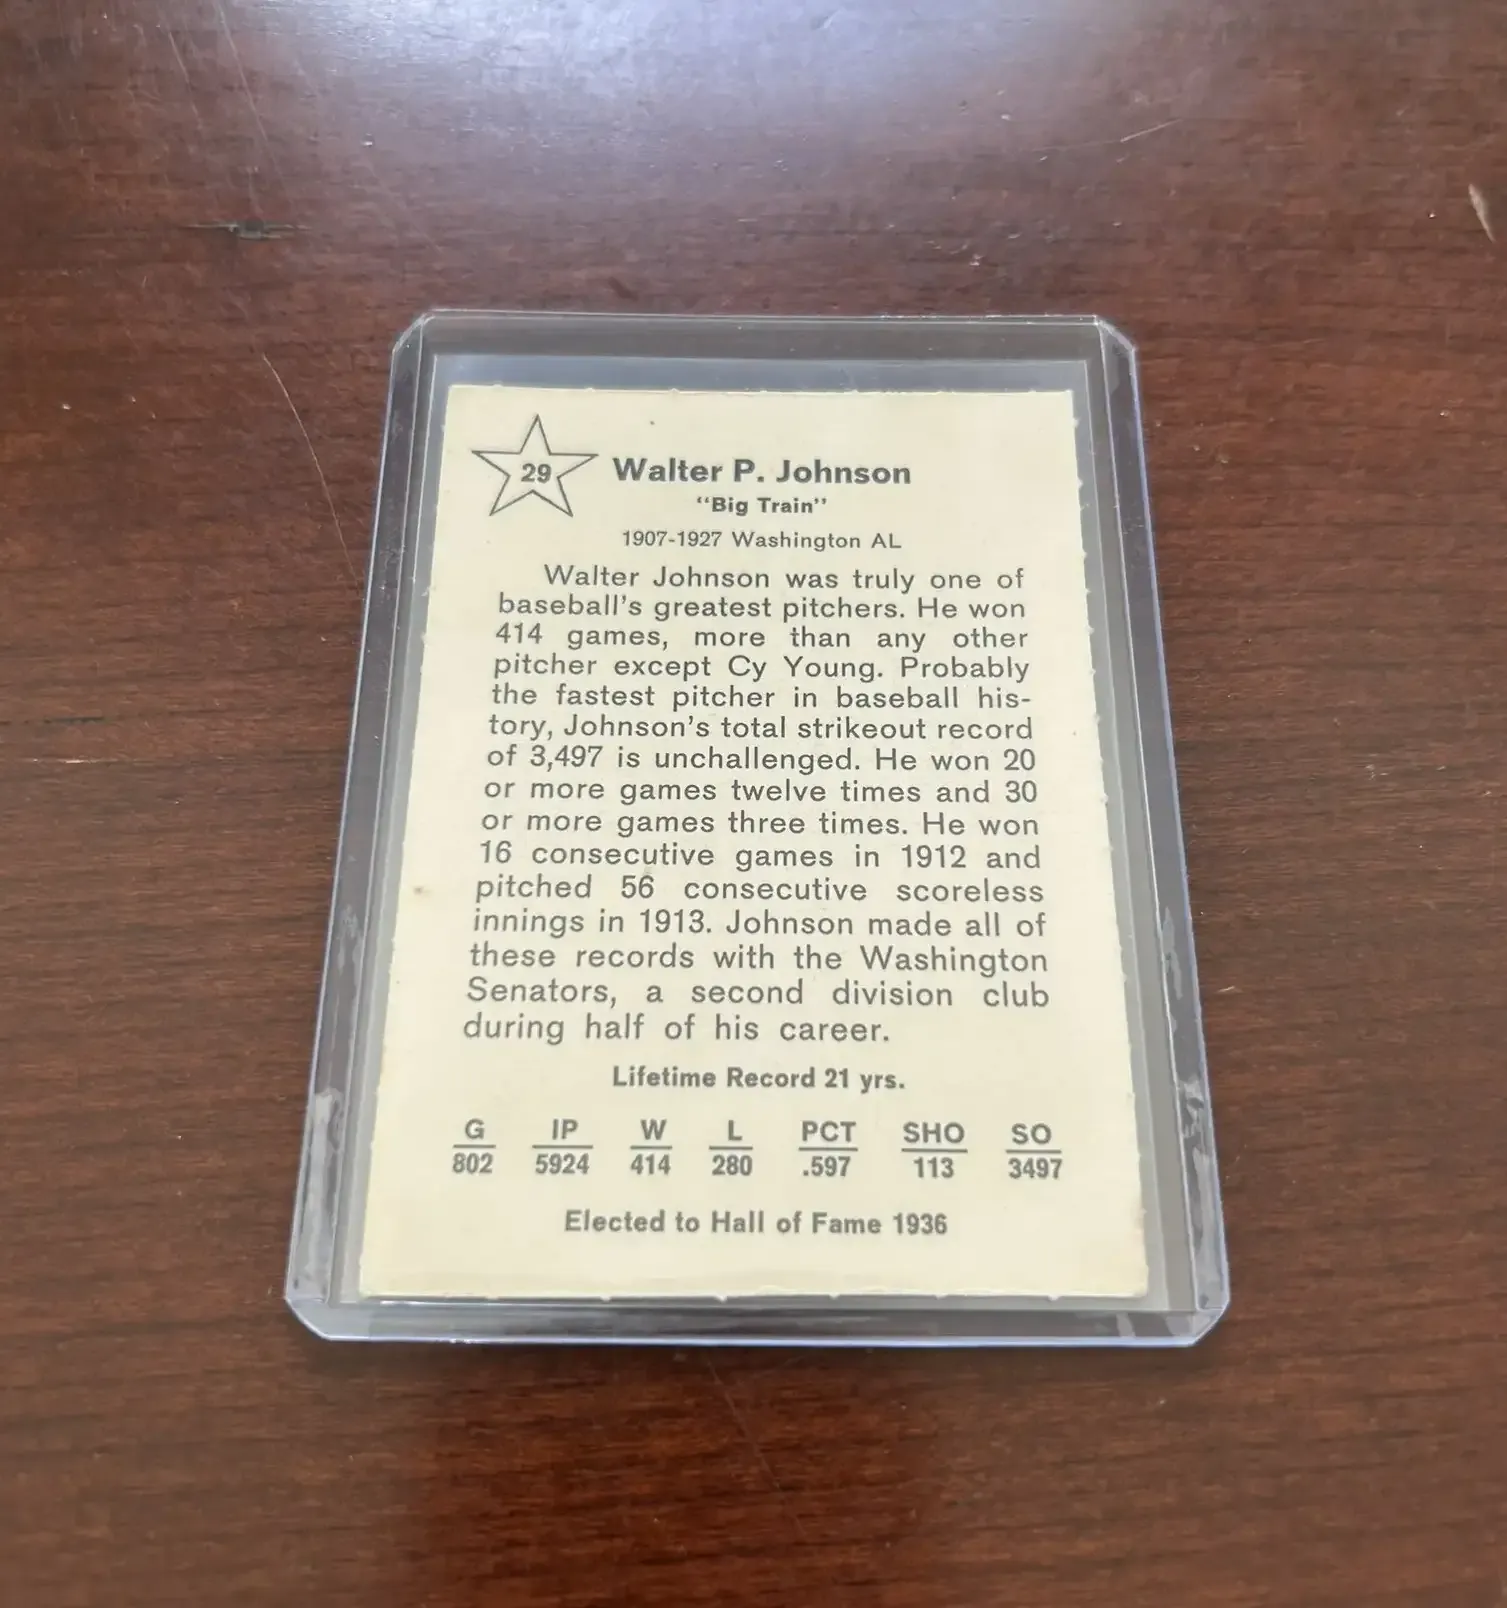 29
Walter P. Johnson
"Big Train"
1907-1927 Washington AL
Walter Johnson was truly one of
baseball's greatest pitchers. He won
414 games, more than any other
pitcher except Cy Young. Probably
the fastest pitcher in baseball his-
tory, Johnson's total strikeout record
of 3,497 is unchallenged. He won 20
or more games twelve times and 30
or more games three times. He won
16 consecutive games in 1912 and
pitched 56 consecutive scoreless
innings in 1913. Johnson made all of
these records with the Washington
Senators, a second division club
during half of his career.
Lifetime Record 21 yrs.
G IP W L PCT SHO SO
802 5924 414 280 .597 113 3497
Elected to Hall of Fame 1936